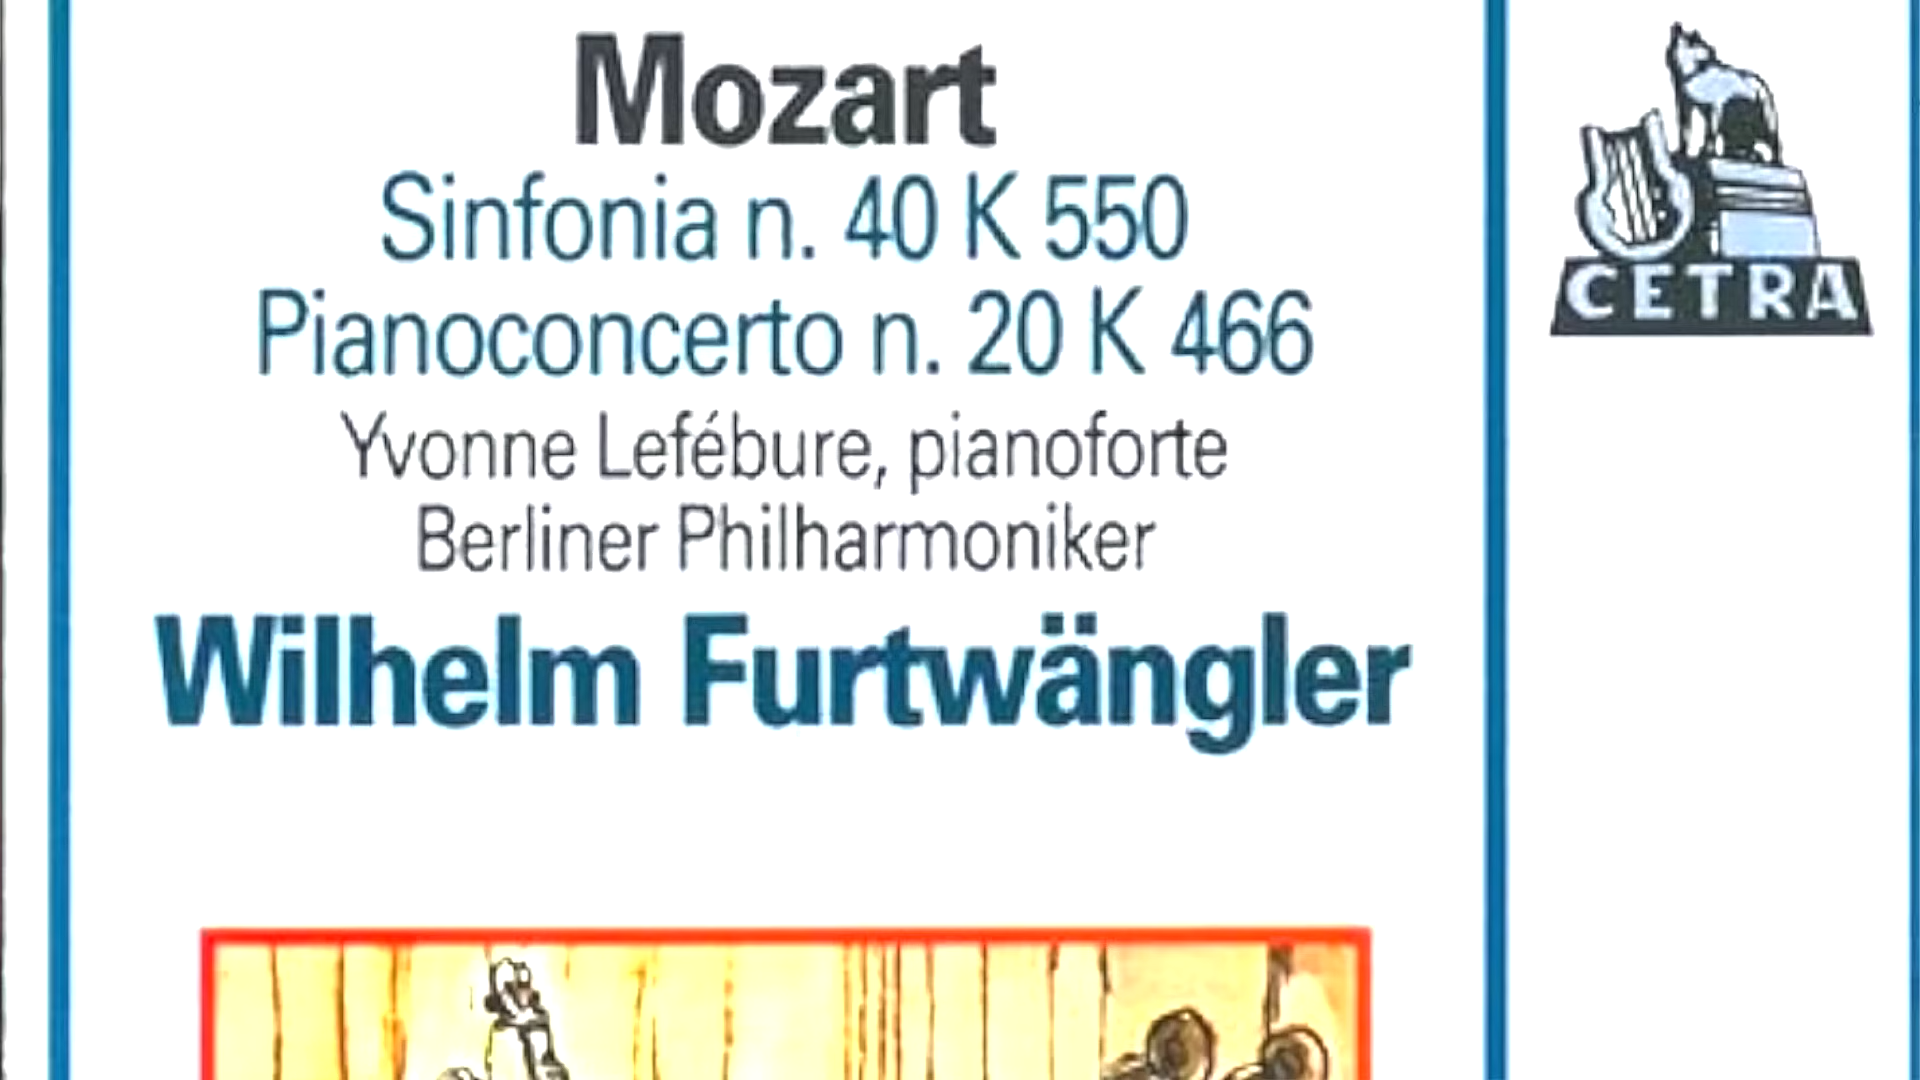 Mozart
Sinfonia n. 40 K 550
Pianoconcerto n. 20 K 466
Yvonne Lefébure, pianoforte
Berliner Philharmoniker
Wilhelm Furtwängler
CETRA